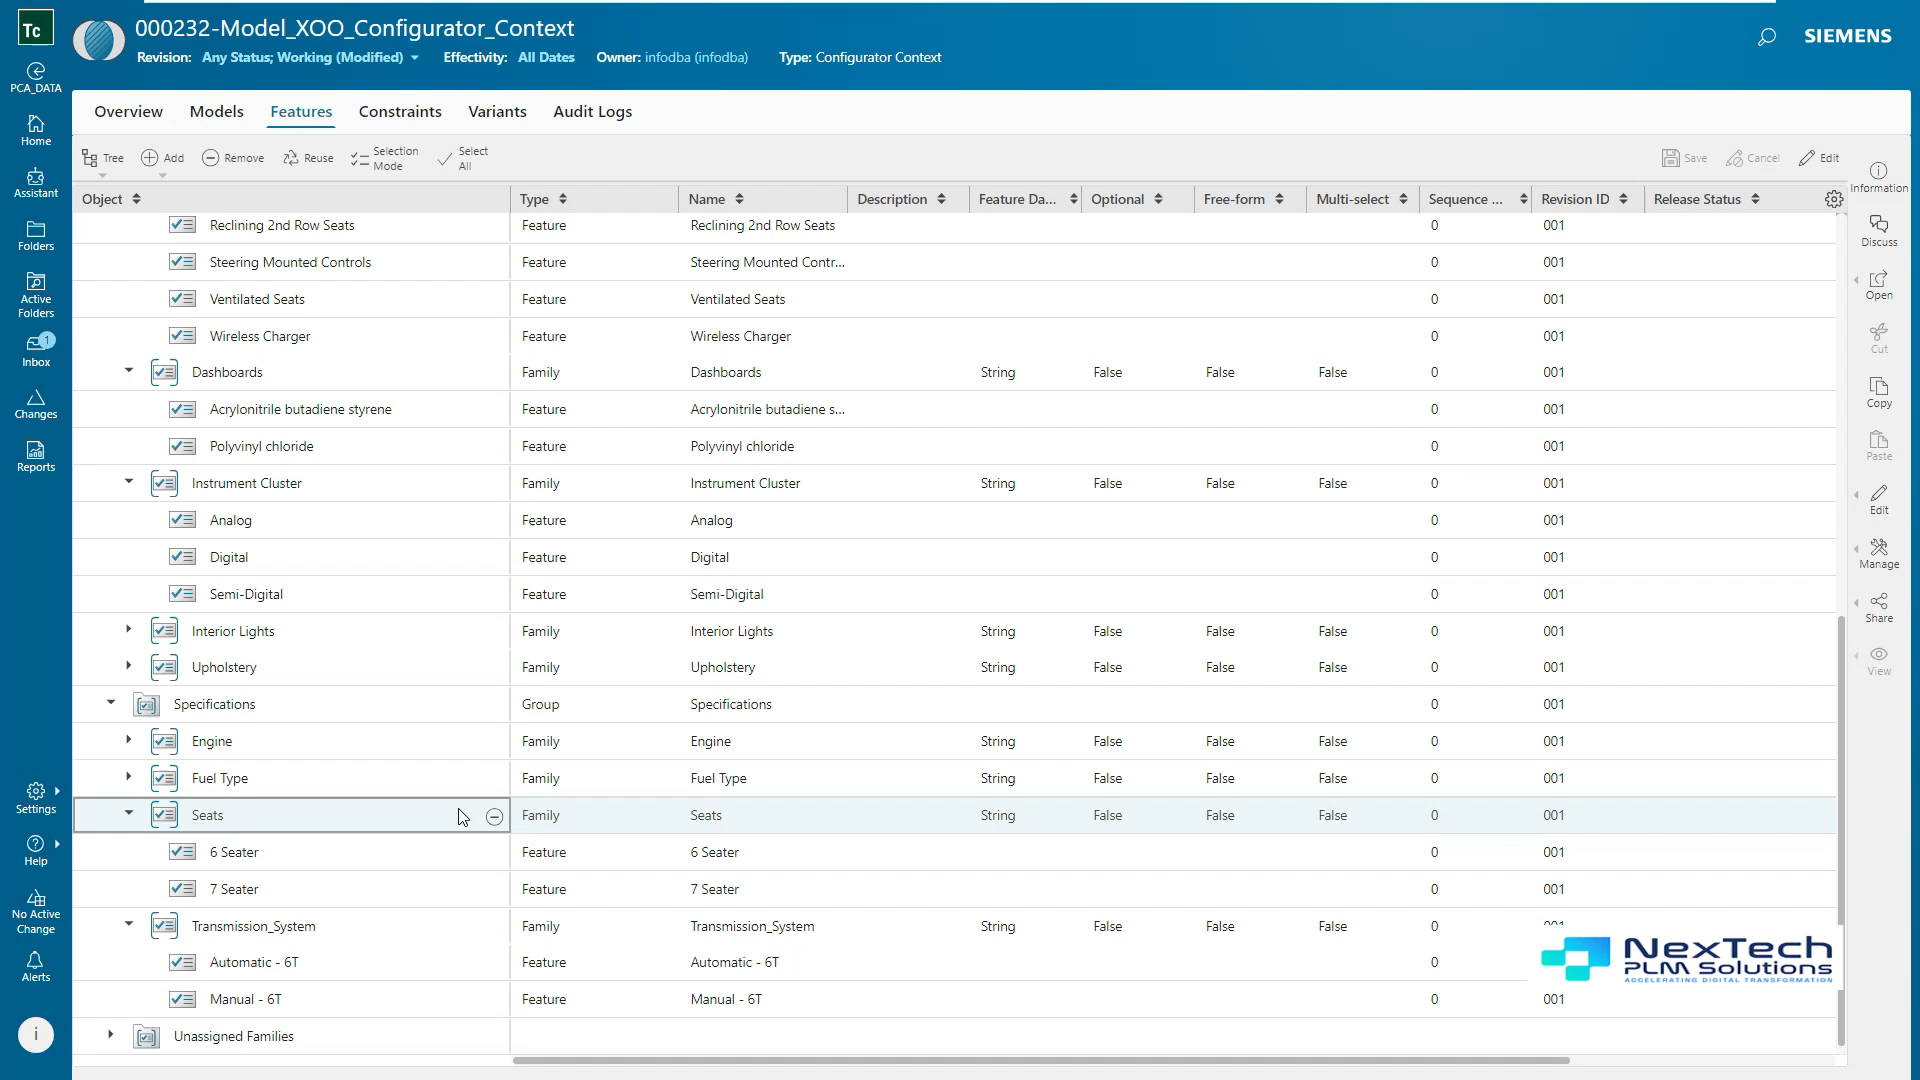 Tc
000232-Model_XOO_Configurator_Context
SIEMENS
Revision: Any Status; Working (Modified) Effectivity: All Dates Owner: infodba (infodba) Type: Configurator Context
PCA_DATA
Home
Assistant
Folders
Active
Folders
1
Inbox
Changes
Reports
Settings
Help
No Active
Change
Alerts
i
Overview Models Features Constraints Variants Audit Logs
Tree Add Remove Reuse Selection Mode Select All Save Cancel Edit
Object Type Name Description Feature Da... Optional Free-form Multi-select Sequence ... Revision ID Release Status
Reclining 2nd Row Seats Feature Reclining 2nd Row Seats 0 001
Steering Mounted Controls Feature Steering Mounted Contr... 0 001
Ventilated Seats Feature Ventilated Seats 0 001
Wireless Charger Feature Wireless Charger 0 001
Dashboards Family Dashboards String False False False 0 001
Acrylonitrile butadiene styrene Feature Acrylonitrile butadiene s... 0 001
Polyvinyl chloride Feature Polyvinyl chloride 0 001
Instrument Cluster Family Instrument Cluster String False False False 0 001
Analog Feature Analog 0 001
Digital Feature Digital 0 001
Semi-Digital Feature Semi-Digital 0 001
Interior Lights Family Interior Lights String False False False 0 001
Upholstery Family Upholstery String False False False 0 001
Specifications Group Specifications 0 001
Engine Family Engine String False False False 0 001
Fuel Type Family Fuel Type String False False False 0 001
Seats Family Seats String False False False 0 001
6 Seater Feature 6 Seater 0 001
7 Seater Feature 7 Seater 0 001
Transmission_System Family Transmission_System String False False False 0
Automatic - 6T Feature Automatic - 6T 0
Manual - 6T Feature Manual - 6T 0 001
Unassigned Families
Information
Discuss
Open
Cut
Copy
Paste
Edit
Manage
Share
View
NexTech
PLM Solutions
ACCELERATING DIGITAL TRANSFORMATION